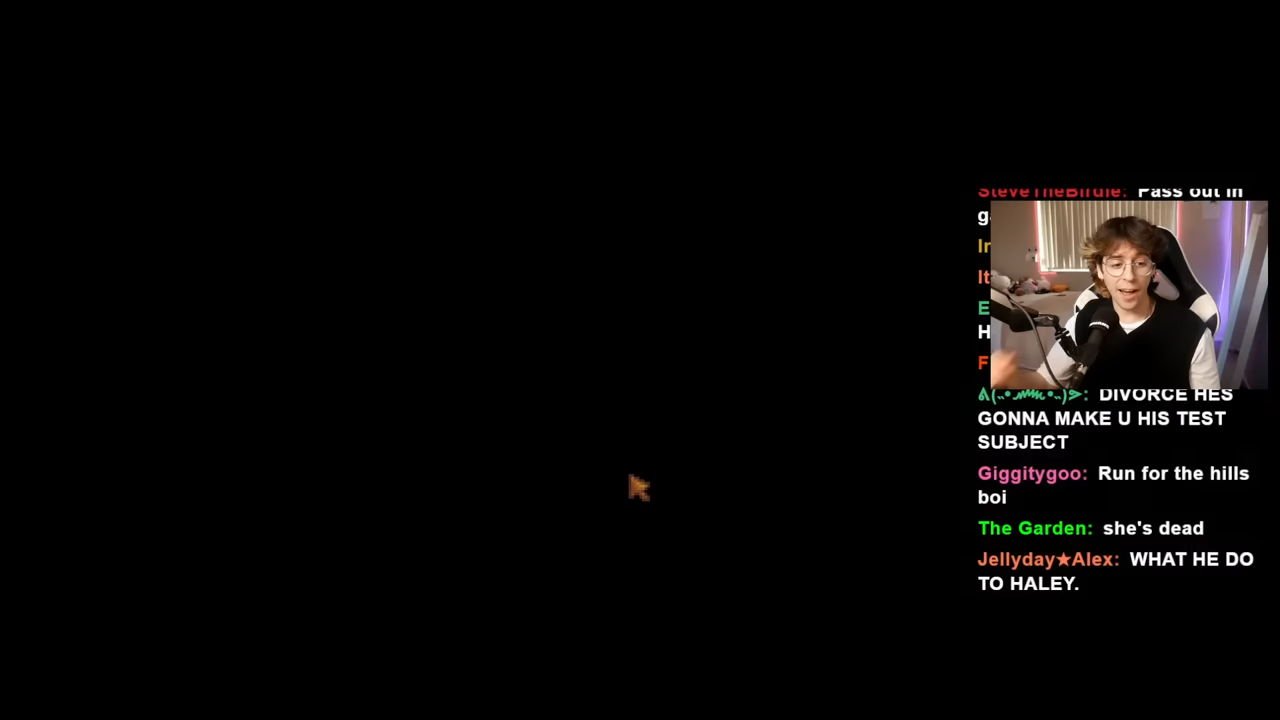 SteveTheBirdie: Pass out in
DIVORCE HES
GONNA MAKE U HIS TEST
SUBJECT
Giggitygoo: Run for the hills
boi
The Garden: she's dead
Jellyday★Alex: WHAT HE DO
TO HALEY.